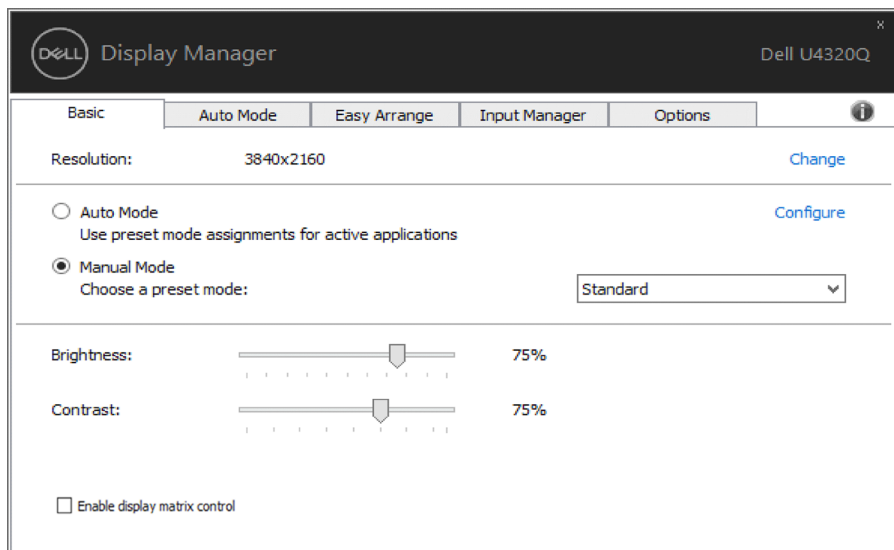 x
DELL Display Manager Dell U4320Q
Basic Auto Mode Easy Arrange Input Manager Options i
Resolution: 3840x2160 Change
Auto Mode Configure
Use preset mode assignments for active applications
Manual Mode
Choose a preset mode: Standard
Brightness: 75%
Contrast: 75%
Enable display matrix control